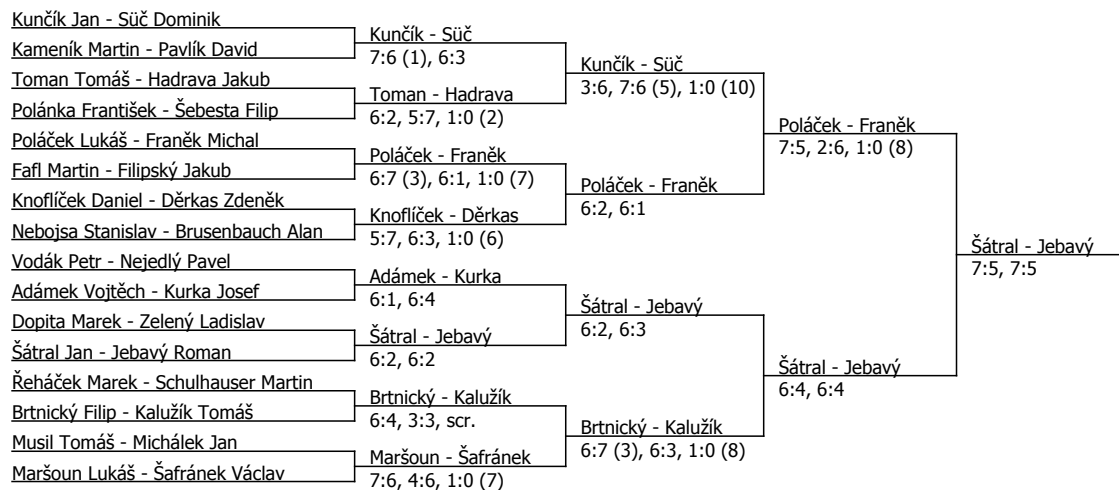 Kunčík Jan - Süč Dominik
Kameník Martin - Pavlík David
Toman Tomáš - Hadrava Jakub
Polánka František - Šebesta Filip
Poláček Lukáš - Franěk Michal
Fafl Martin - Filipský Jakub
Knoflíček Daniel - Děrkas Zdeněk
Nebojsa Stanislav - Brusenbauch Alan
Vodák Petr - Nejedlý Pavel
Adámek Vojtěch - Kurka Josef
Dopita Marek - Zelený Ladislav
Šátral Jan - Jebavý Roman
Řeháček Marek - Schulhauser Martin
Brtnický Filip - Kalužík Tomáš
Musil Tomáš - Michálek Jan
Maršoun Lukáš - Šafránek Václav
Kunčík - Süč
7:6 (1), 6:3
Toman - Hadrava
6:2, 5:7, 1:0 (2)
Poláček - Franěk
6:7 (3), 6:1, 1:0 (7)
Knoflíček - Děrkas
5:7, 6:3, 1:0 (6)
Adámek - Kurka
6:1, 6:4
Šátral - Jebavý
6:2, 6:2
Brtnický - Kalužík
6:4, 3:3, scr.
Maršoun - Šafránek
7:6, 4:6, 1:0 (7)
Kunčík - Süč
3:6, 7:6 (5), 1:0 (10)
Poláček - Franěk
6:2, 6:1
Šátral - Jebavý
6:2, 6:3
Brtnický - Kalužík
6:7 (3), 6:3, 1:0 (8)
Poláček - Franěk
7:5, 2:6, 1:0 (8)
Šátral - Jebavý
6:4, 6:4
Šátral - Jebavý
7:5, 7:5